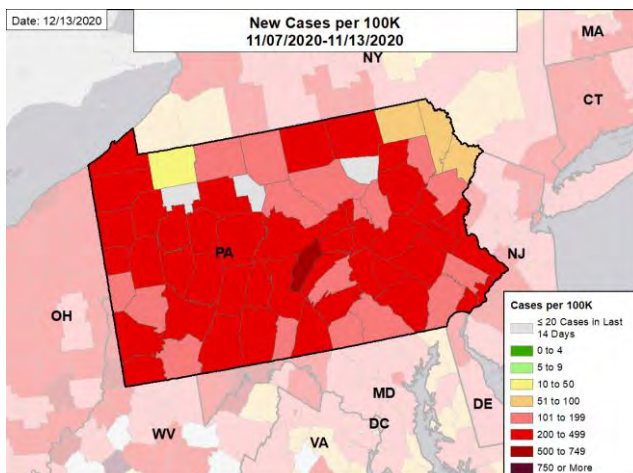 Date: 12/13/2020
New Cases per 100K
11/07/2020-11/13/2020
NY
MA
CT
PA
NJ
OH
MD
DE
DC
WV
VA
Cases per 100K
≤ 20 Cases in Last
14 Days
0 to 4
5 to 9
10 to 50
51 to 100
101 to 199
200 to 499
500 to 749
750 or More